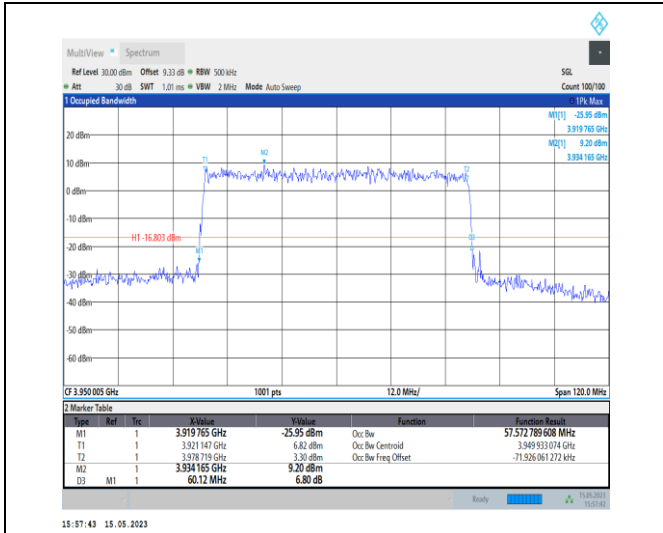 MultiView Spectrum
Ref Level 30.00 dBm Offset 9.33 dB RBW 500 kHz SGL
Att 30 dB SWT 1.01 ms VBW 2 MHz Mode Auto Sweep Count 100/100
1 Occupied Bandwidth 1Pk Max
M1[1] -25.95 dBm
3.919 765 GHz
M2[1] 9.20 dBm
3.934 165 GHz
20 dBm
M2
T1
T2
10 dBm
0 dBm
-10 dBm
H1 -16.803 dBm
D3
-20 dBm
M1
-30 dBm
-40 dBm
-50 dBm
-60 dBm
CF 3.950 005 GHz 1001 pts 12.0 MHz/ Span 120.0 MHz
2 Marker Table
Type Ref Trc X-Value Y-Value Function Function Result
M1 1 3.919 765 GHz -25.95 dBm Occ Bw 57.572 789 608 MHz
T1 1 3.921 147 GHz 6.82 dBm Occ Bw Centroid 3.949 933 074 GHz
T2 1 3.978 719 GHz 3.30 dBm Occ Bw Freq Offset -71.926 061 272 kHz
M2 1 3.934 165 GHz 9.20 dBm
D3 M1 1 60.12 MHz 6.80 dB
Ready 15.05.2023
15:57:42
15:57:43 15.05.2023